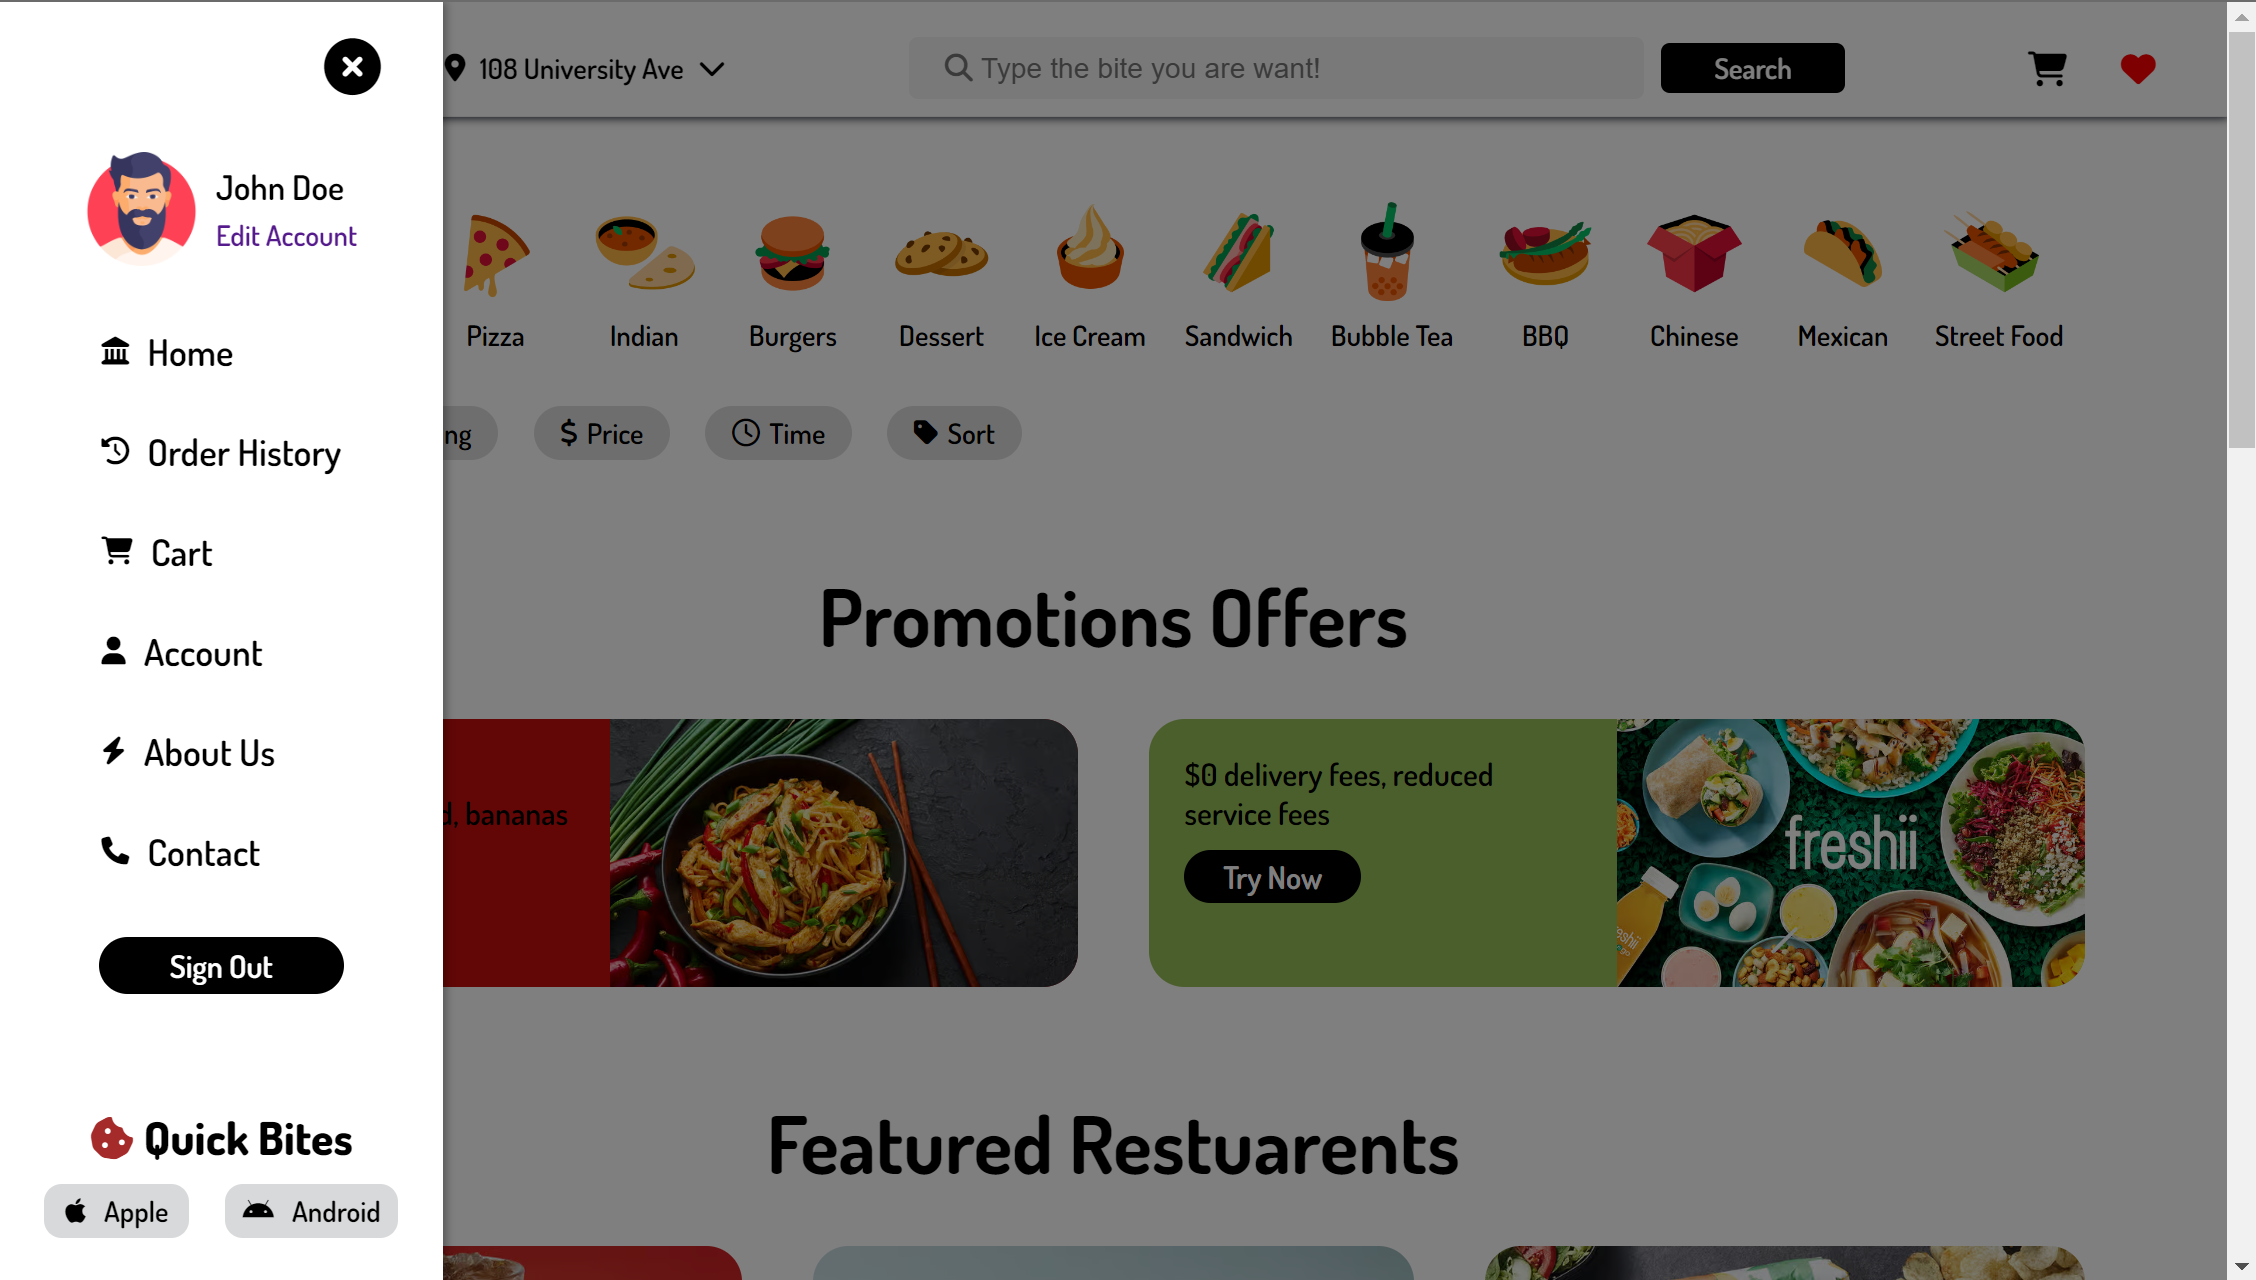 John Doe
Edit Account
Home
Order History
Cart
Account
About Us
Contact
Sign Out
Quick Bites
Apple
Android
108 University Ave
Type the bite you are want!
Search
Pizza
Indian
Burgers
Dessert
Ice Cream
Sandwich
Bubble Tea
BBQ
Chinese
Mexican
Street Food
ng
Price
Time
Sort
Promotions Offers
d, bananas
$0 delivery fees, reduced
service fees
Try Now
freshii
freshii
Featured Restuarents